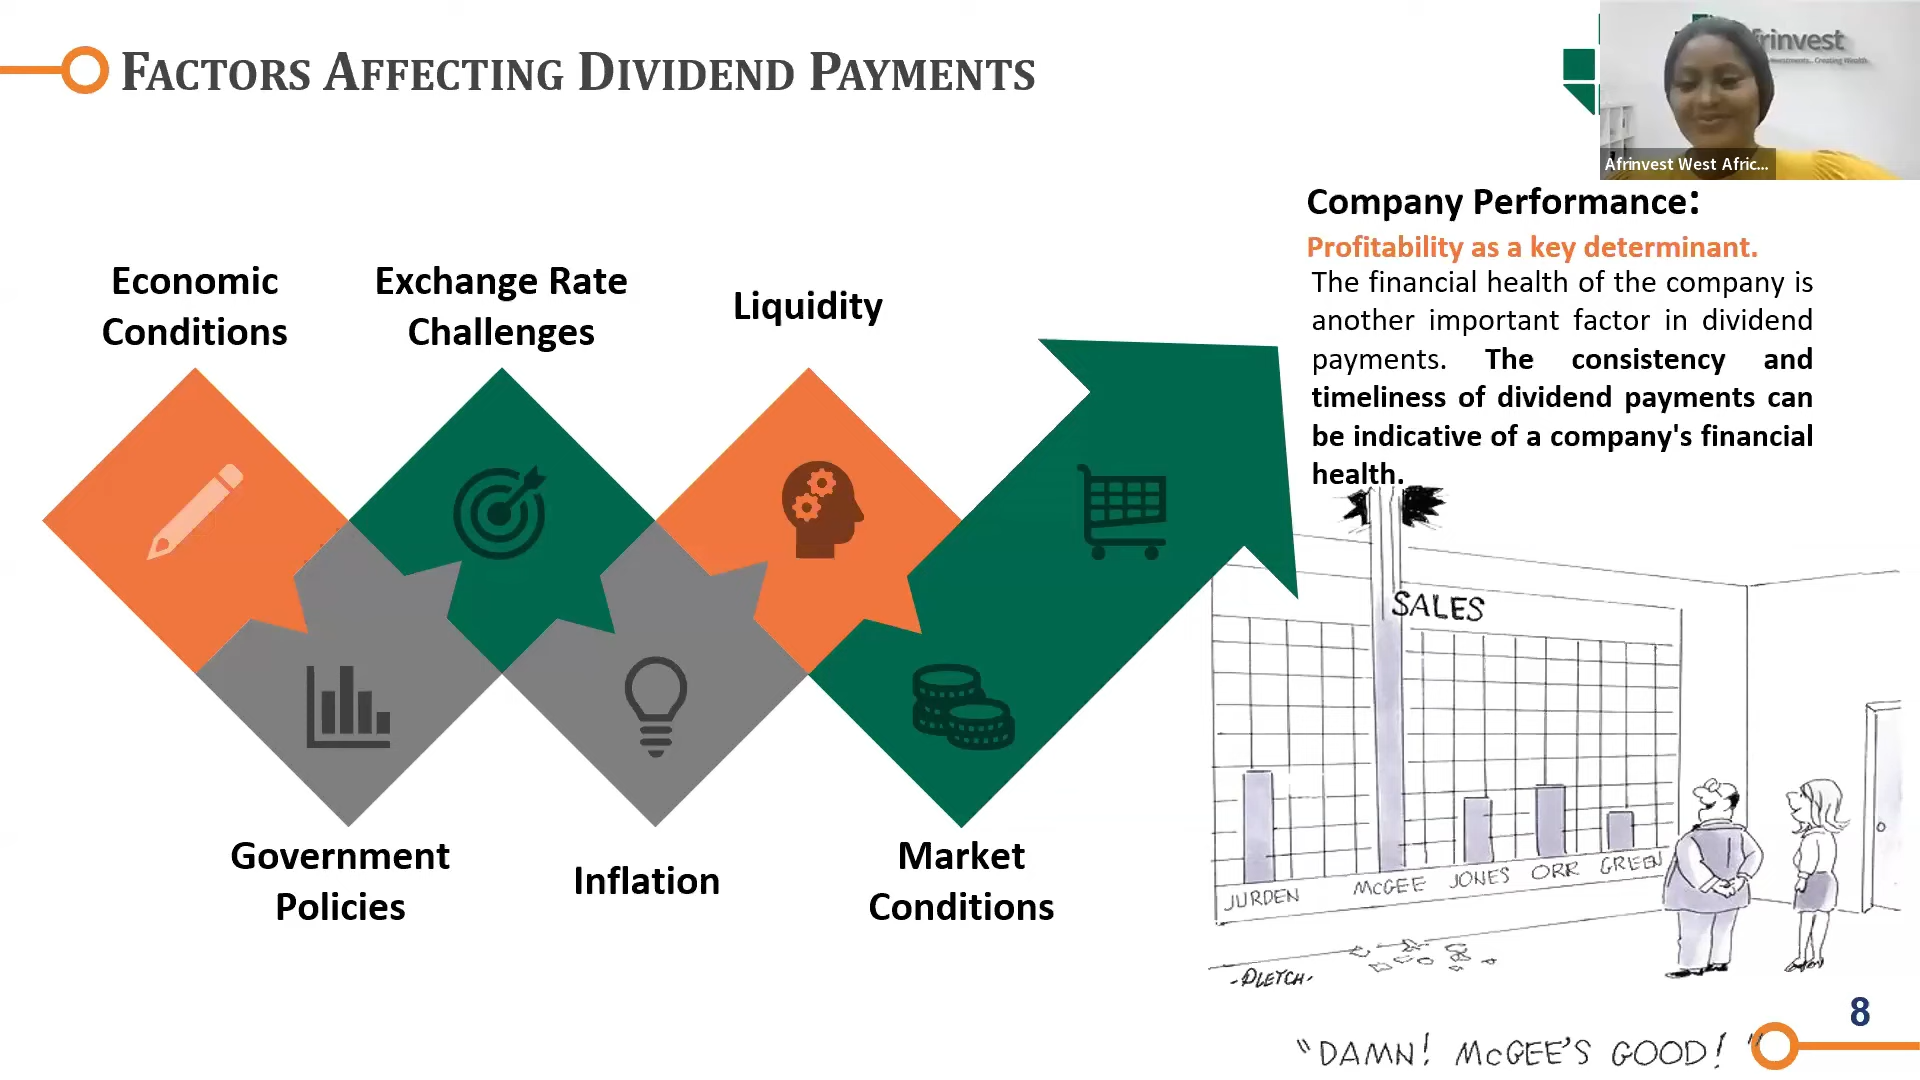 FACTORS AFFECTING DIVIDEND PAYMENTS
frinvest
Afrinvest West Afric...
Company Performance:
Profitability as a key determinant.
The financial health of the company is
another important factor in dividend
payments. The consistency and
timeliness of dividend payments can
be indicative of a company's financial
health.
Economic
Conditions
Exchange Rate
Challenges
Liquidity
Government
Policies
Inflation
Market
Conditions
SALES
JURDEN
McGEE
JONES
ORR
GREEN
-PLETCH-
"DAMN! McGEE'S GOOD!"
8